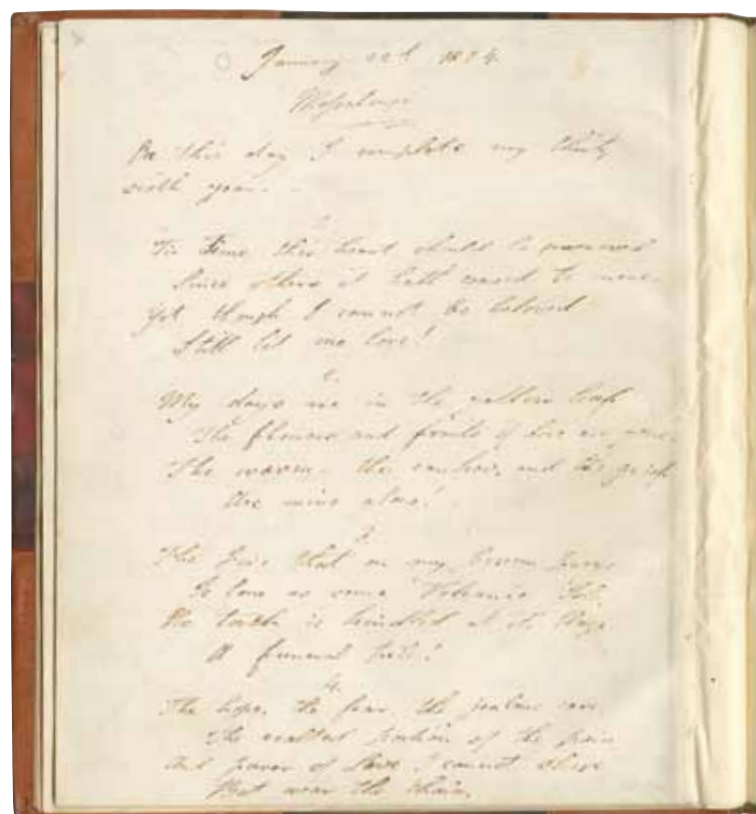 January 22d 1824.
On this day I complete my thirty
sixth year.
1.
'Tis time this heart should be unmoved
Since others it hath ceased to move,
Yet though I cannot be beloved
Still let me love!
2.
My days are in the yellow leaf
The flowers and fruits of love are gone
The worm, the canker, and the grief
Are mine alone!
3.
The fire that on my bosom preys
Is lone as some Volcanic Isle,
No torch is kindled at its blaze
A funeral pile!
4.
The hope, the fear, the jealous care
The exalted portion of the pain
And power of Love I cannot share
But wear the chain.